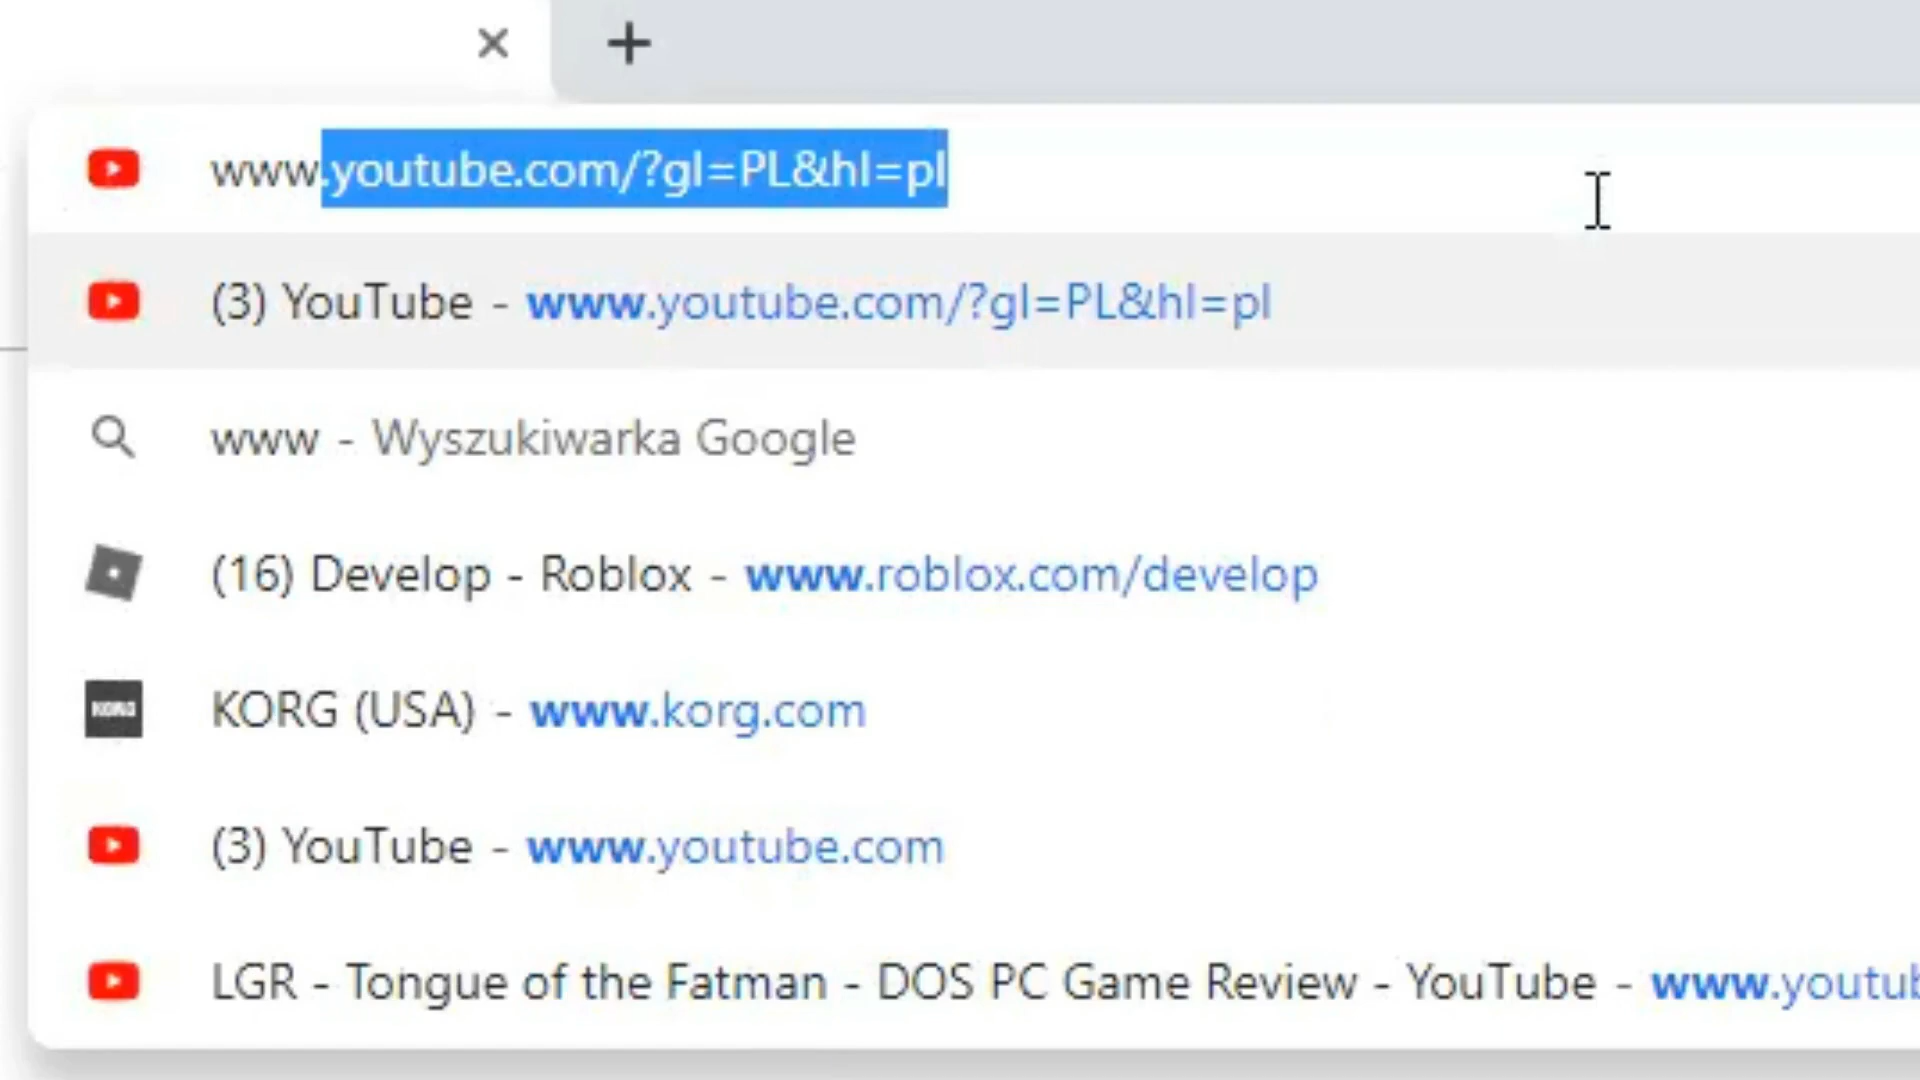 www.youtube.com/?gl=PL&hl=pl
(3) YouTube - www.youtube.com/?gl=PL&hl=pl
www - Wyszukiwarka Google
(16) Develop - Roblox - www.roblox.com/develop
KORG KORG (USA) - www.korg.com
(3) YouTube - www.youtube.com
LGR - Tongue of the Fatman - DOS PC Game Review - YouTube - www.youtub